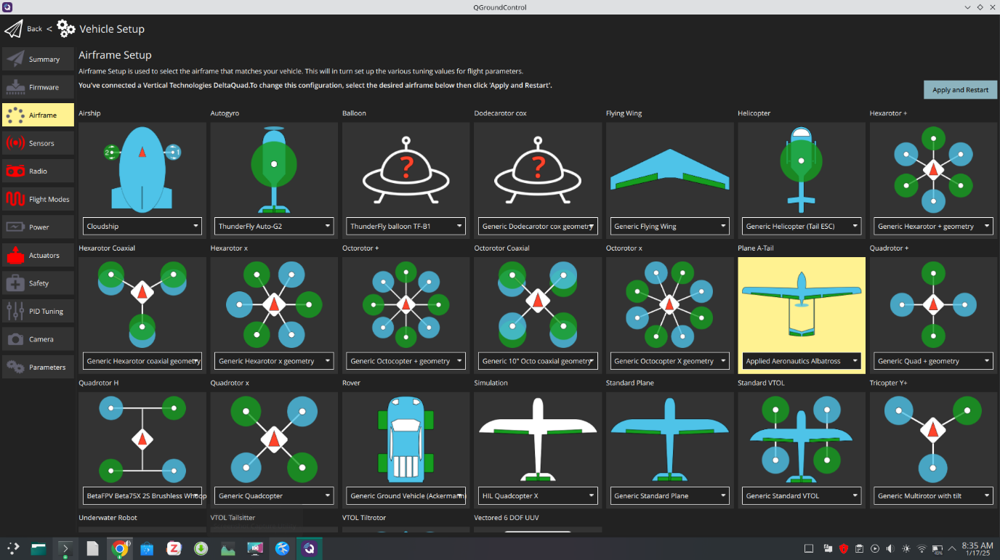 QGroundControl
Back < Vehicle Setup
Summary
Firmware
Airframe
Sensors
Radio
Flight Modes
Power
Actuators
Safety
PID Tuning
Camera
Parameters
Airframe Setup
Airframe Setup is used to select the airframe that matches your vehicle. This will in turn set up the various tuning values for flight parameters.
You've connected a Vertical Technologies DeltaQuad.To change this configuration, select the desired airframe below then click 'Apply and Restart'.
Apply and Restart
Airship
Autogyro
Balloon
Dodecarotor cox
Flying Wing
Helicopter
Hexarotor +
2
1
?
?
Cloudship
ThunderFly Auto-G2
ThunderFly balloon TF-B1
Generic Dodecarotor cox geometry
Generic Flying Wing
Generic Helicopter (Tail ESC)
Generic Hexarotor + geometry
Hexarotor Coaxial
Hexarotor x
Octorotor +
Octorotor Coaxial
Octorotor x
Plane A-Tail
Quadrotor +
Generic Hexarotor coaxial geometry
Generic Hexarotor x geometry
Generic Octocopter + geometry
Generic 10" Octo coaxial geometry
Generic Octocopter X geometry
Applied Aeronautics Albatross
Generic Quad + geometry
Quadrotor H
Quadrotor x
Rover
Simulation
Standard Plane
Standard VTOL
Tricopter Y+
BetaFPV Beta75X 2S Brushless Whoop
Generic Quadcopter
Generic Ground Vehicle (Ackermann)
HIL Quadcopter X
Generic Standard Plane
Generic Standard VTOL
Generic Multirotor with tilt
Underwater Robot
VTOL Tailsitter
VTOL Tiltrotor
Vectored 6 DOF UUV
8:35 AM
1/17/25